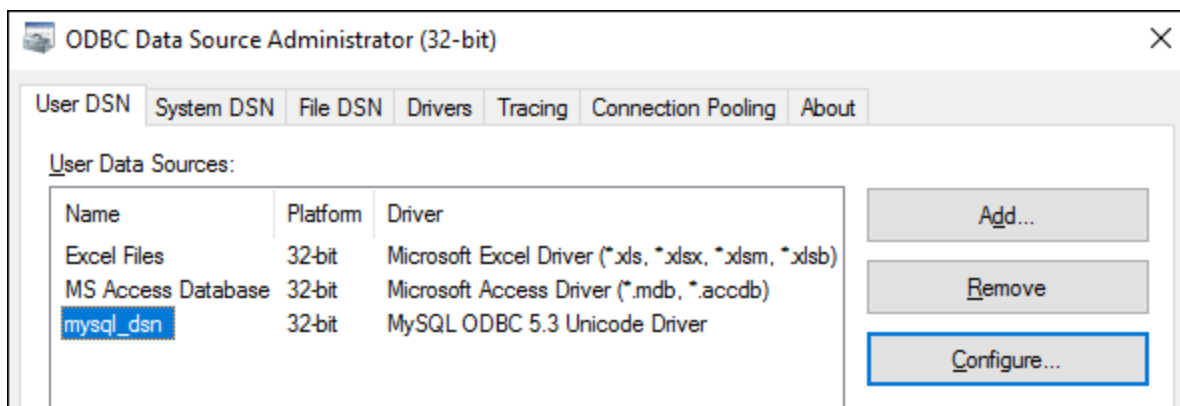 ODBC Data Source Administrator (32-bit)
User DSN System DSN File DSN Drivers Tracing Connection Pooling About
User Data Sources:
Name Platform Driver
Excel Files 32-bit Microsoft Excel Driver (*.xls, *.xlsx, *.xlsm, *.xlsb)
MS Access Database 32-bit Microsoft Access Driver (*.mdb, *.accdb)
mysql_dsn 32-bit MySQL ODBC 5.3 Unicode Driver
Add...
Remove
Configure...